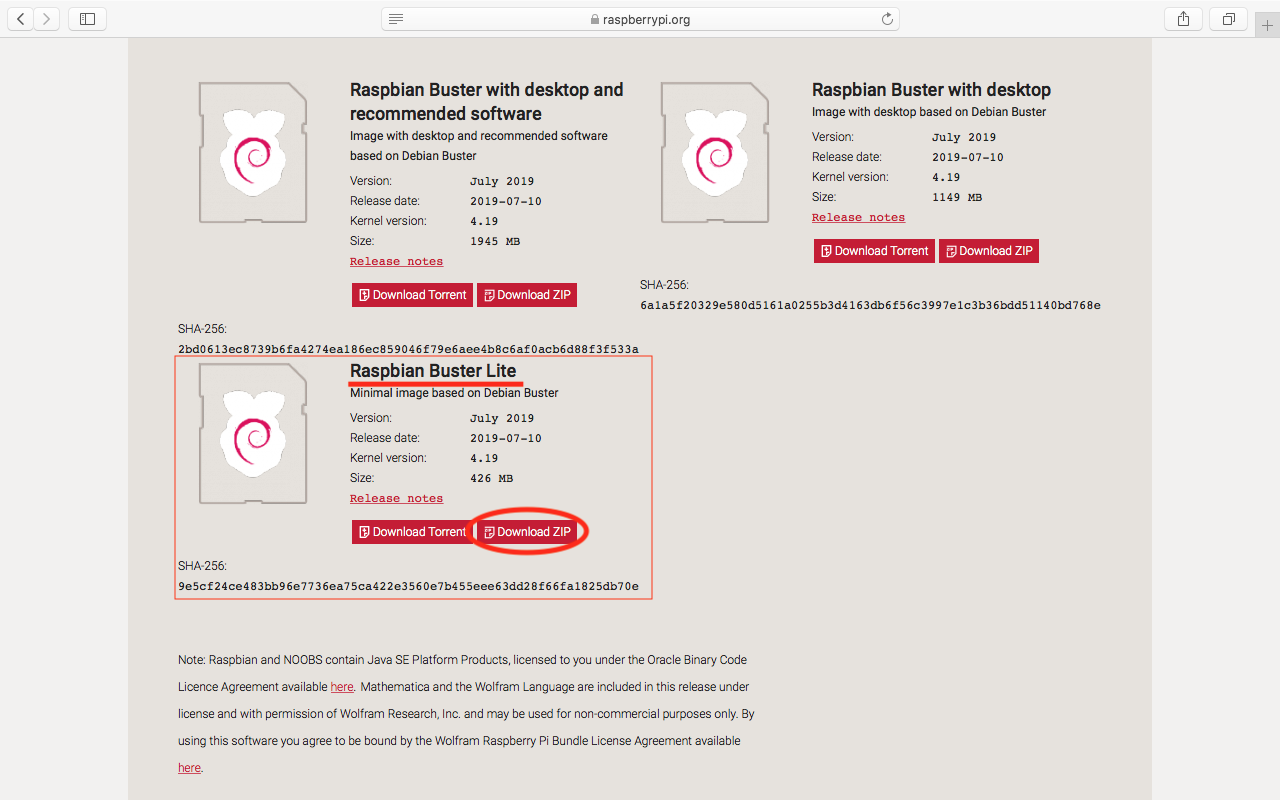 raspberrypi.org
Raspbian Buster with desktop and
recommended software
Image with desktop and recommended software
based on Debian Buster
Version: July 2019
Release date: 2019-07-10
Kernel version: 4.19
Size: 1945 MB
Release notes
Download Torrent Download ZIP
SHA-256:
2bd0613ec8739b6fa4274ea186ec859046f79e6aee4b8c6af0acb6d88f3f533a
Raspbian Buster with desktop
Image with desktop based on Debian Buster
Version: July 2019
Release date: 2019-07-10
Kernel version: 4.19
Size: 1149 MB
Release notes
Download Torrent Download ZIP
SHA-256:
6a1a5f20329e580d5161a0255b3d4163db6f56c3997e1c3b36bdd51140bd768e
Raspbian Buster Lite
Minimal image based on Debian Buster
Version: July 2019
Release date: 2019-07-10
Kernel version: 4.19
Size: 426 MB
Release notes
Download Torrent Download ZIP
SHA-256:
9e5cf24ce483bb96e7736ea75ca422e3560e7b455eee63dd28f66fa1825db70e
Note: Raspbian and NOOBS contain Java SE Platform Products, licensed to you under the Oracle Binary Code
Licence Agreement available here. Mathematica and the Wolfram Language are included in this release under
license and with permission of Wolfram Research, Inc. and may be used for non-commercial purposes only. By
using this software you agree to be bound by the Wolfram Raspberry Pi Bundle License Agreement available
here.